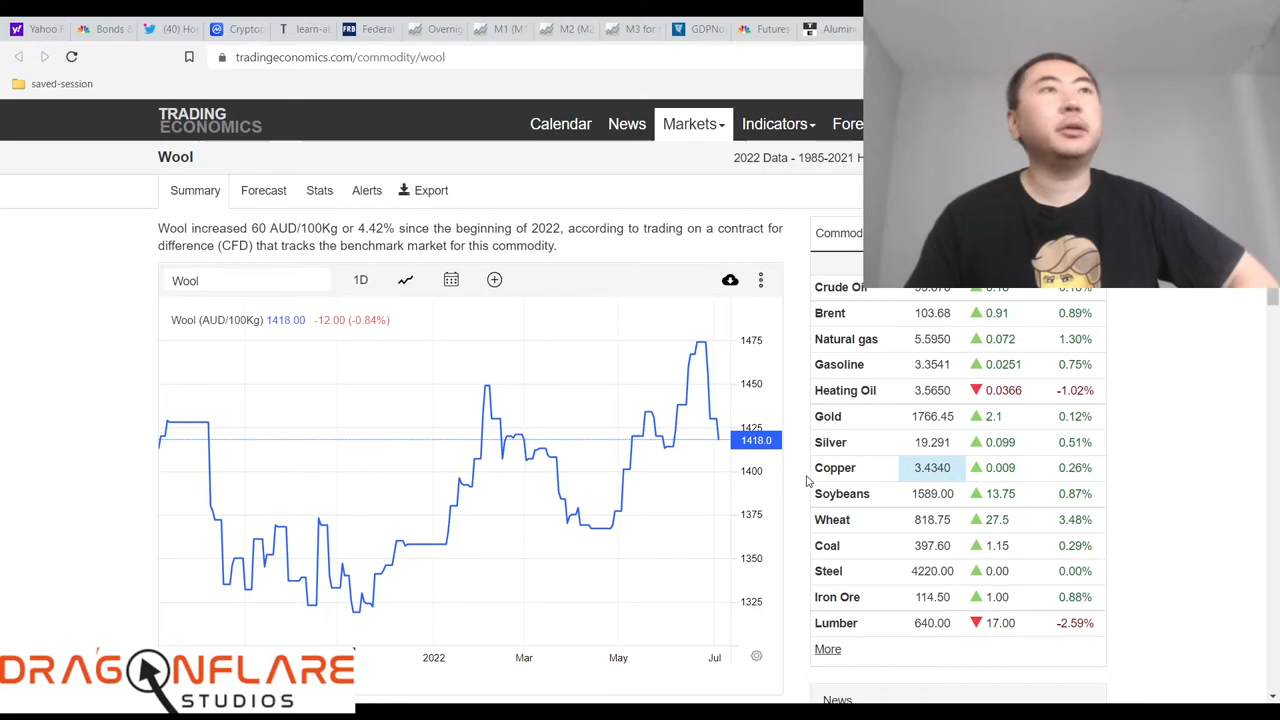 Yahoo F
Bonds &
(40) Ho
Cryptoc
learn-al
Federal
Overnig
M1 (M1
M2 (M2
M3 for
GDPNo
Futures
Alumin
tradingeconomics.com/commodity/wool
saved-session
TRADING
ECONOMICS
Calendar
News
Markets
Indicators
Fore
Wool
2022 Data - 1985-2021 H
Summary
Forecast
Stats
Alerts
Export
Wool increased 60 AUD/100Kg or 4.42% since the beginning of 2022, according to trading on a contract for
difference (CFD) that tracks the benchmark market for this commodity.
Wool
1D
Wool (AUD/100Kg) 1418.00 -12.00 (-0.84%)
1475
1450
1425
1418.0
1400
1375
1350
1325
2022
Mar
May
Jul
Commod
Crude Oil
Brent 103.68 0.91 0.89%
Natural gas 5.5950 0.072 1.30%
Gasoline 3.3541 0.0251 0.75%
Heating Oil 3.5650 0.0366 -1.02%
Gold 1766.45 2.1 0.12%
Silver 19.291 0.099 0.51%
Copper 3.4340 0.009 0.26%
Soybeans 1589.00 13.75 0.87%
Wheat 818.75 27.5 3.48%
Coal 397.60 1.15 0.29%
Steel 4220.00 0.00 0.00%
Iron Ore 114.50 1.00 0.88%
Lumber 640.00 17.00 -2.59%
More
News
DRAGONFLARE
STUDIOS